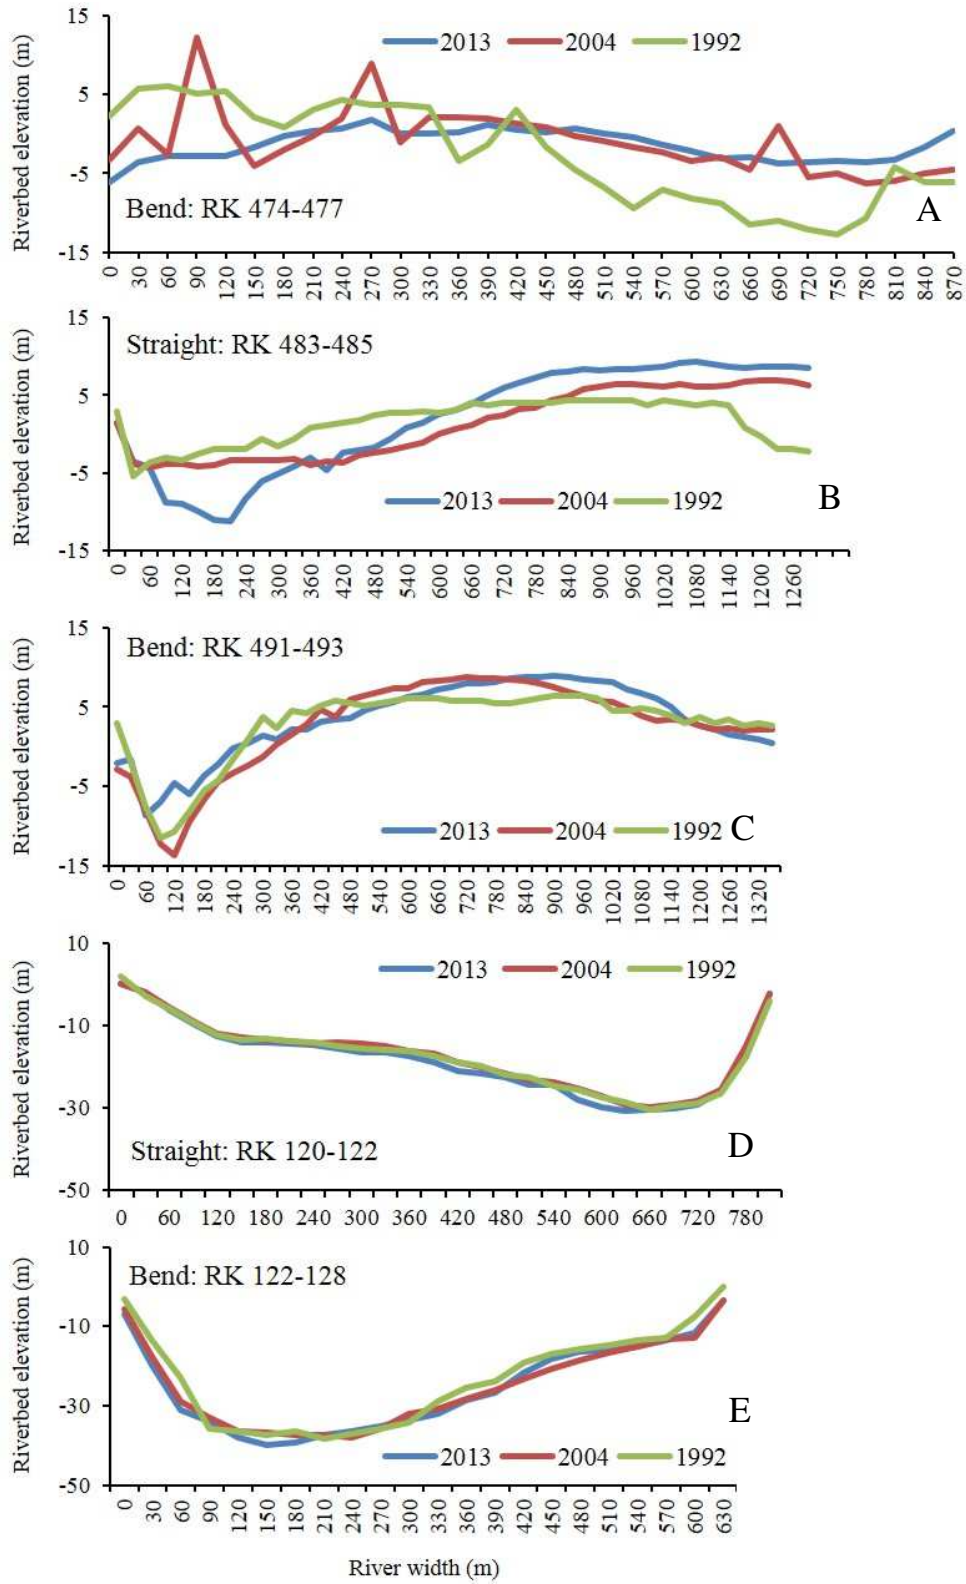 15
2013 2004 1992
5
-5
-15
Riverbed elevation (m)
Bend: RK 474-477
A
0 30 60 90 120 150 180 210 240 270 300 330 360 390 420 450 480 510 540 570 600 630 660 690 720 750 780 810 840 870
15
5
-5
-15
Riverbed elevation (m)
Straight: RK 483-485
2013 2004 1992
B
0 60 120 180 240 300 360 420 480 540 600 660 720 780 840 900 960 1020 1080 1140 1200 1260
15
5
-5
-15
Riverbed elevation (m)
Bend: RK 491-493
2013 2004 1992
C
0 60 120 180 240 300 360 420 480 540 600 660 720 780 840 900 960 1020 1080 1140 1200 1260 1320
10
-10
-30
-50
Riverbed elevation (m)
2013 2004 1992
Straight: RK 120-122
D
0 60 120 180 240 300 360 420 480 540 600 660 720 780
10
-10
-30
-50
Riverbed elevation (m)
Bend: RK 122-128
E
2013 2004 1992
0 30 60 90 120 150 180 210 240 270 300 330 360 390 420 450 480 510 540 570 600 630
River width (m)